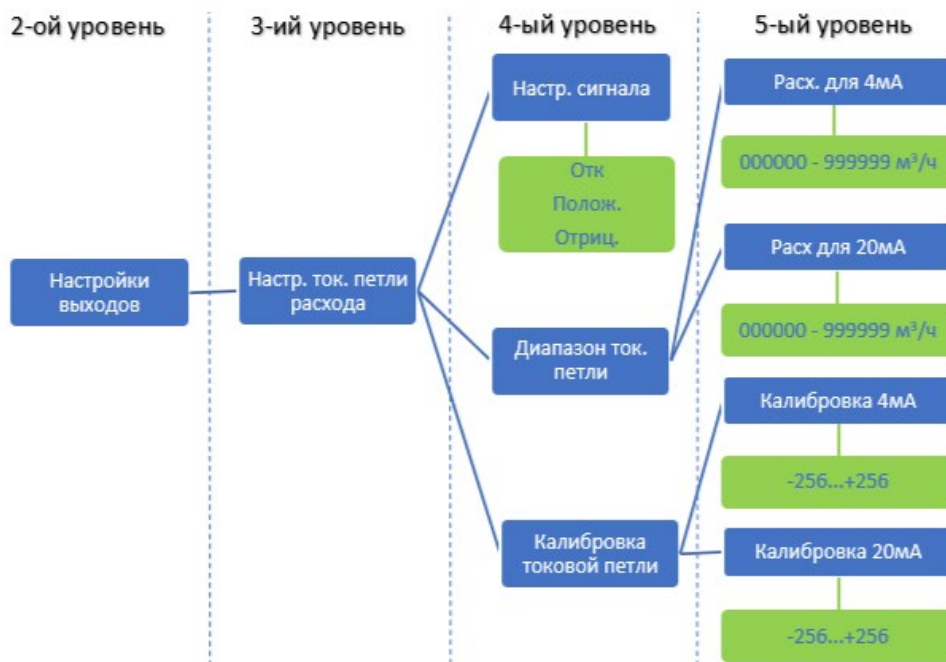 2-ой уровень
3-ий уровень
4-ый уровень
5-ый уровень
Настройки
выходов
Настр. ток. петли
расхода
Настр. сигнала
Отк
Полож.
Отриц.
Диапазон ток.
петли
Калибровка
токовой петли
Расх. для 4мА
000000 - 999999 м³/ч
Расх для 20мА
000000 - 999999 м³/ч
Калибровка 4мА
-256...+256
Калибровка 20мА
-256...+256